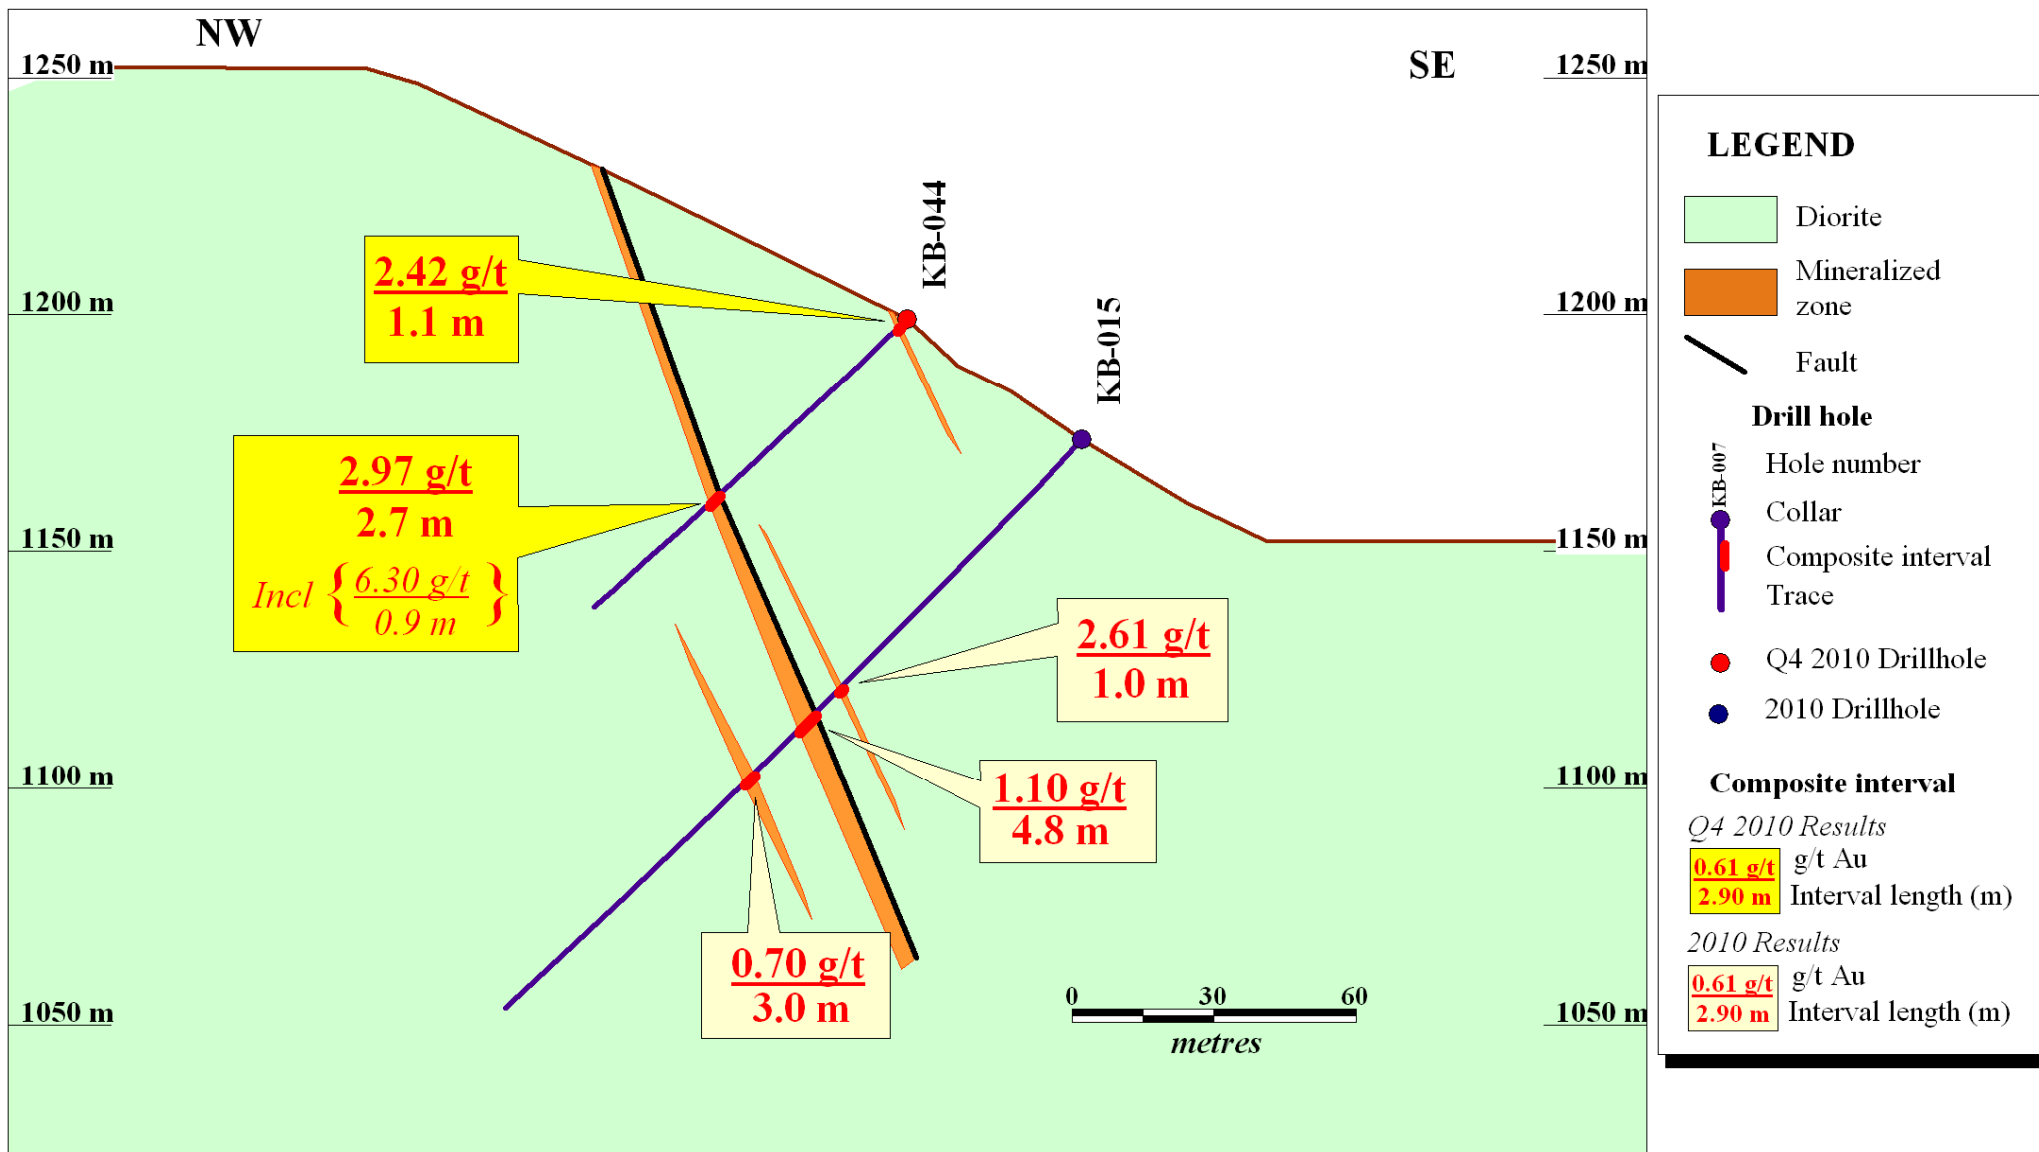 NW
SE
1250 m
1250 m
1200 m
1200 m
1150 m
1150 m
1100 m
1100 m
1050 m
1050 m
KB-044
KB-015
2.42 g/t
1.1 m
2.97 g/t
2.7 m
Incl { 6.30 g/t }
0.9 m
2.61 g/t
1.0 m
1.10 g/t
4.8 m
0.70 g/t
3.0 m
0 30 60
metres
LEGEND
Diorite
Mineralized
zone
Fault
Drill hole
KB-007
Hole number
Collar
Composite interval
Trace
Q4 2010 Drillhole
2010 Drillhole
Composite interval
Q4 2010 Results
0.61 g/t g/t Au
2.90 m Interval length (m)
2010 Results
0.61 g/t g/t Au
2.90 m Interval length (m)